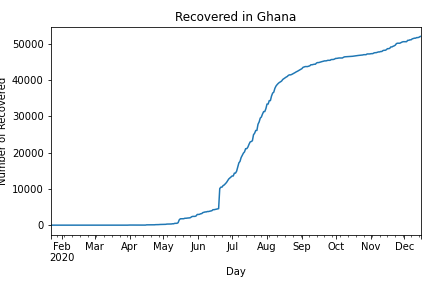 Recovered in Ghana
Number of Recovered
50000
40000
30000
20000
10000
0
Feb Mar Apr May Jun Jul Aug Sep Oct Nov Dec
2020
Day